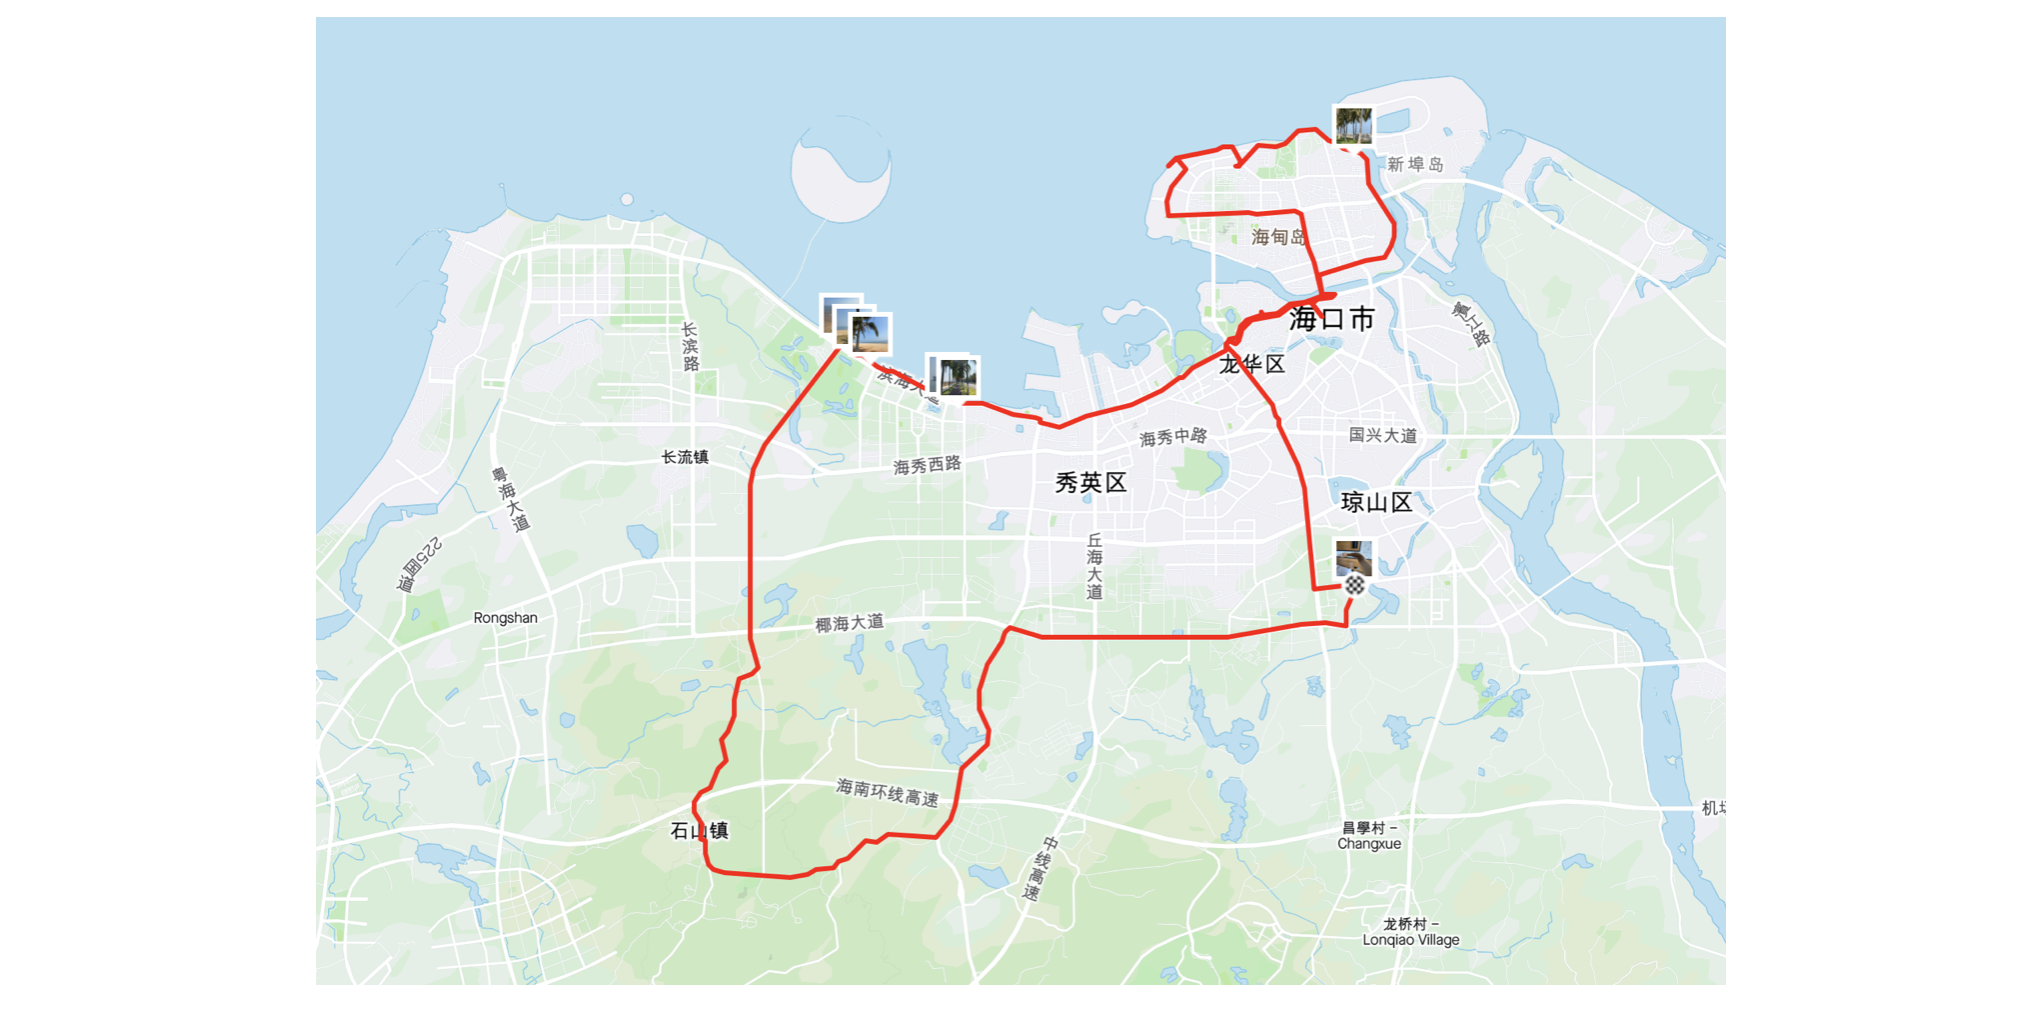 新埠岛
海甸岛
海口市
琼江路
长滨路
龙华区
滨海大道
国兴大道
海秀中路
长流镇
海秀西路
粤海大道
秀英区
琼山区
225国道
丘海大道
Rongshan
椰海大道
海南环线高速
机场
石山镇
昌學村 –
Changxue
中线高速
龙桥村 –
Lonqiao Village